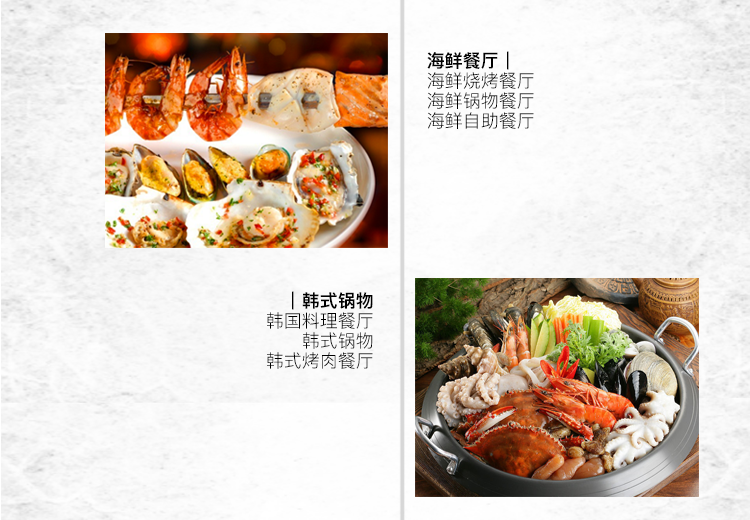 海鲜餐厅 |
海鲜烧烤餐厅
海鲜锅物餐厅
海鲜自助餐厅
| 韩式锅物
韩国料理餐厅
韩式锅物
韩式烤肉餐厅